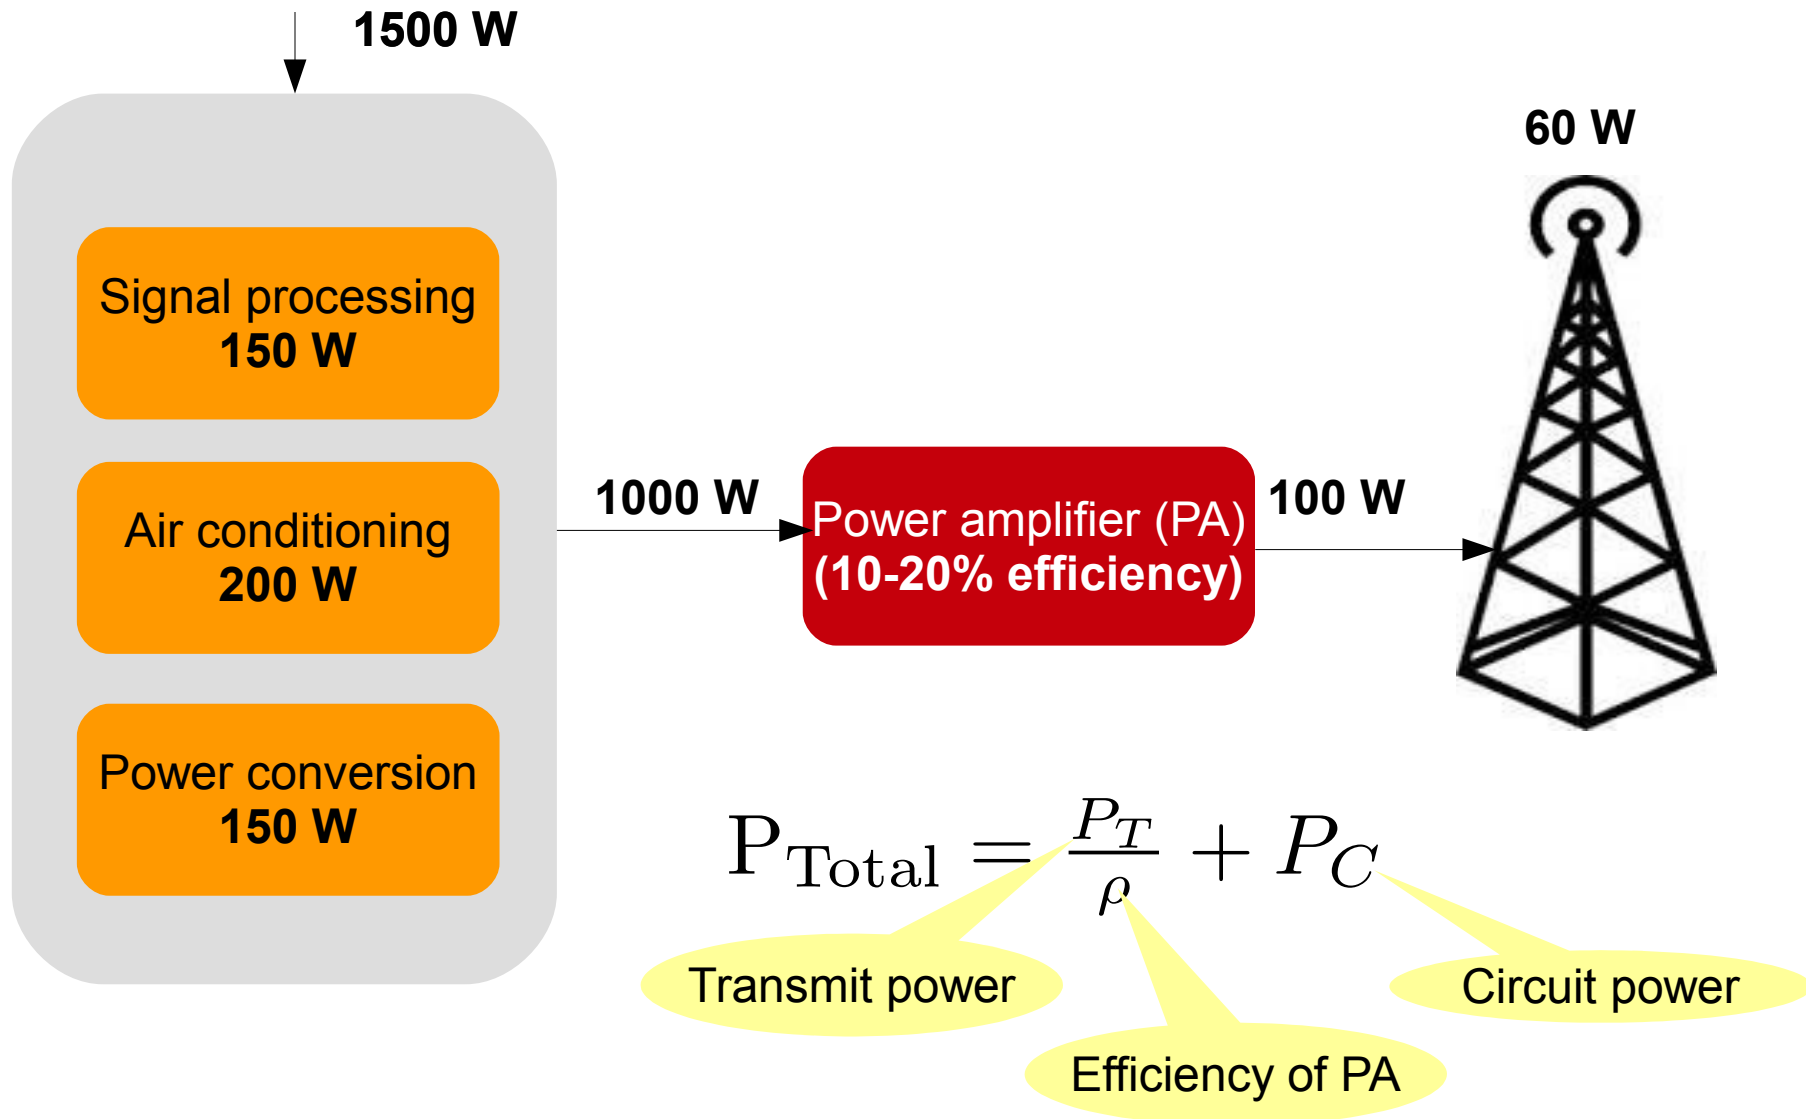 1500 W
Signal processing
150 W
Air conditioning
200 W
Power conversion
150 W
1000 W
Power amplifier (PA)
(10-20% efficiency)
100 W
60 W
P_Total = P_T/ρ + P_C
Transmit power
Efficiency of PA
Circuit power